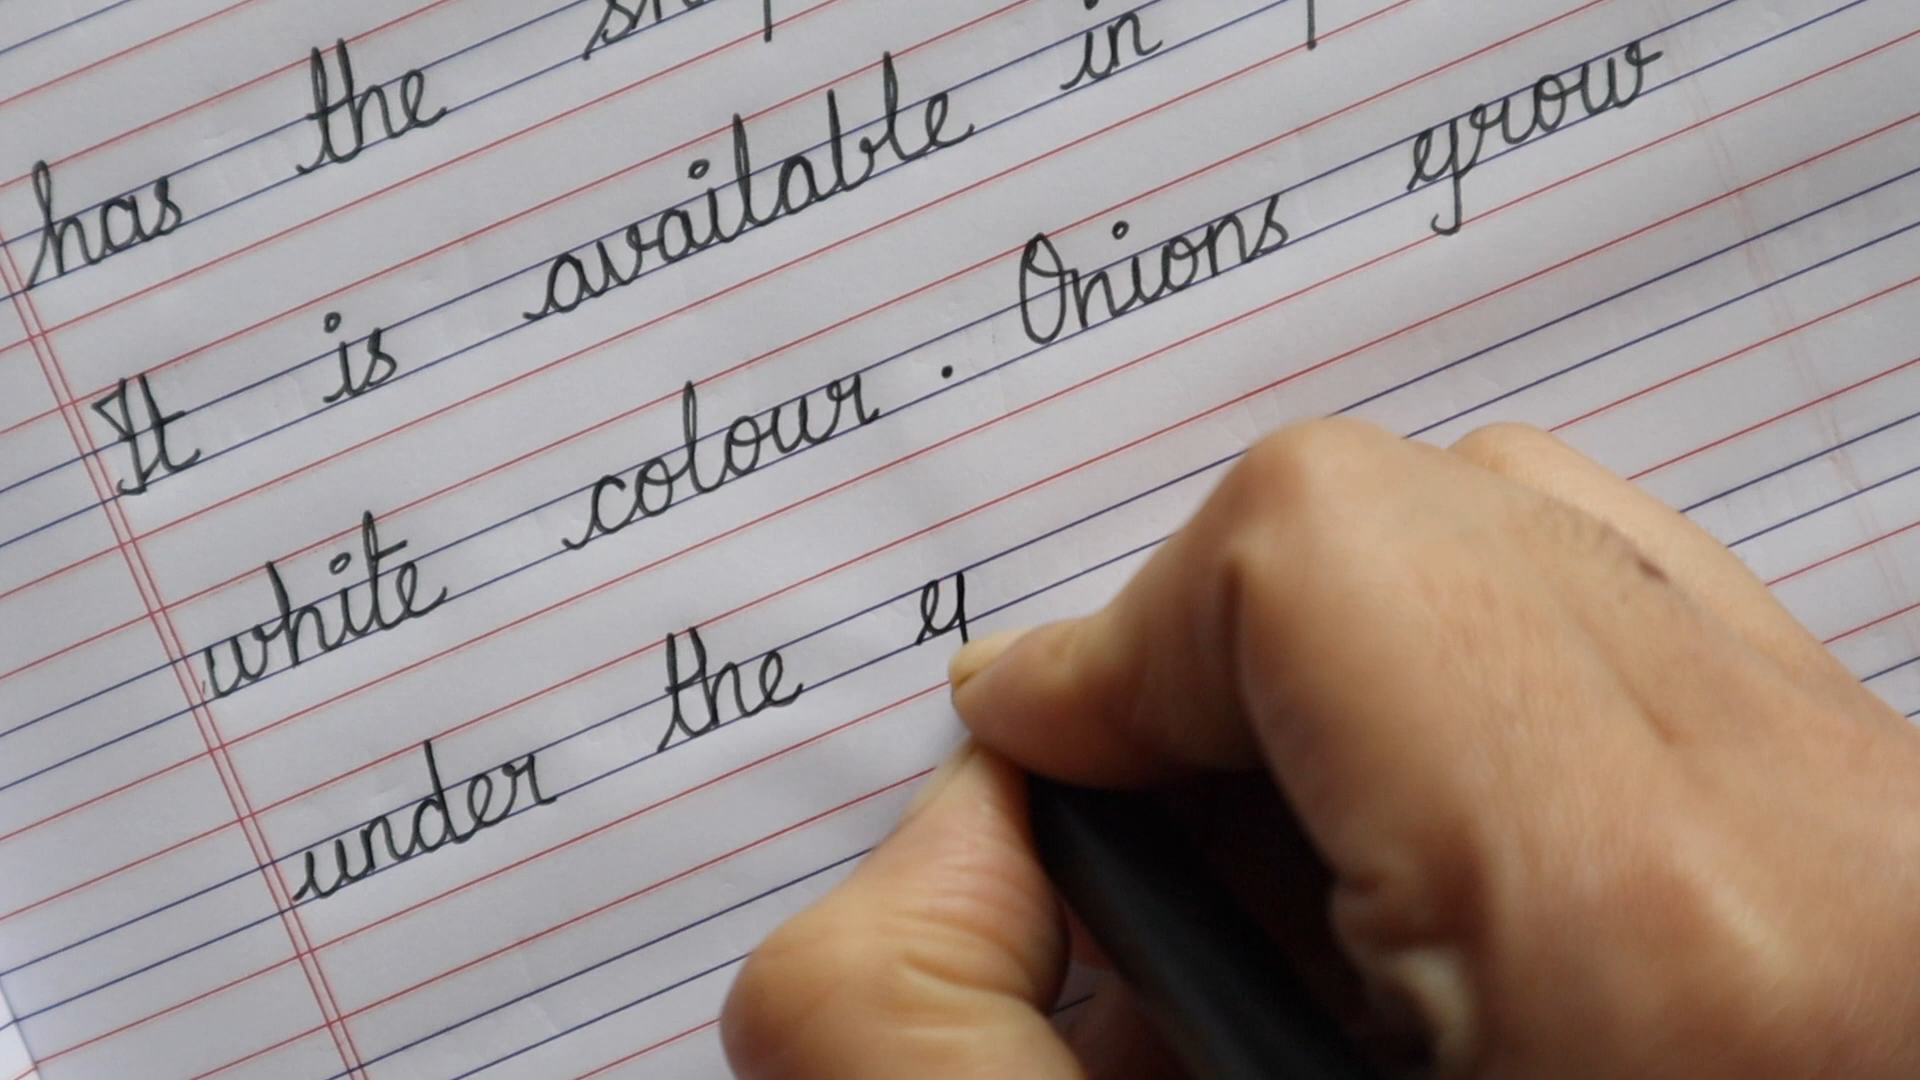 has the
It is available in
white colour. Onions grow
under the g